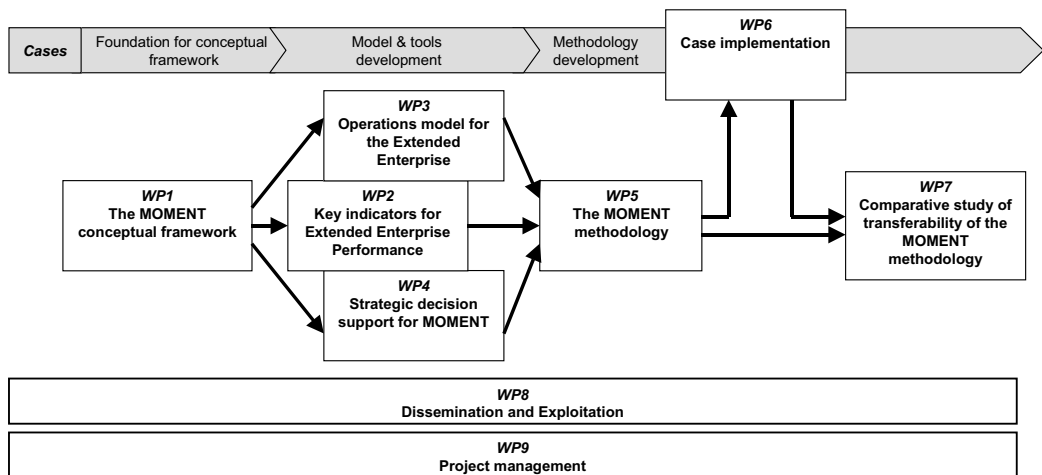 Cases
Foundation for conceptual
framework
Model & tools
development
Methodology
development
WP6
Case implementation
WP3
Operations model for
the Extended
Enterprise
WP1
The MOMENT
conceptual framework
WP2
Key indicators for
Extended Enterprise
Performance
WP4
Strategic decision
support for MOMENT
WP5
The MOMENT
methodology
WP7
Comparative study of
transferability of the
MOMENT
methodology
WP8
Dissemination and Exploitation
WP9
Project management